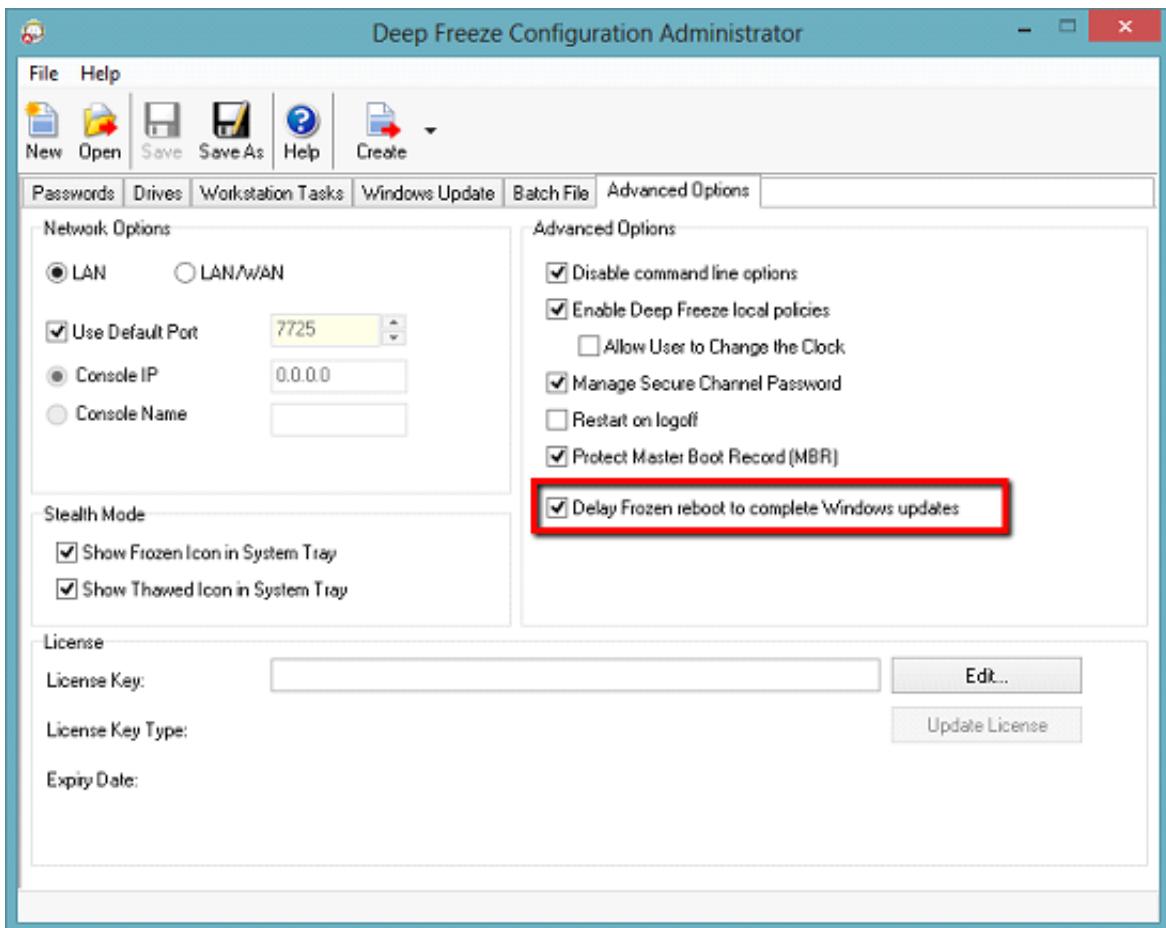 Deep Freeze Configuration Administrator
File Help
New Open Save Save As Help Create
Passwords Drives Workstation Tasks Windows Update Batch File Advanced Options
Network Options
LAN LAN/WAN
Use Default Port 7725
Console IP 0.0.0.0
Console Name
Stealth Mode
Show Frozen Icon in System Tray
Show Thawed Icon in System Tray
Advanced Options
Disable command line options
Enable Deep Freeze local policies
Allow User to Change the Clock
Manage Secure Channel Password
Restart on logoff
Protect Master Boot Record (MBR)
Delay Frozen reboot to complete Windows updates
License
License Key: Edit...
License Key Type: Update License
Expiry Date: